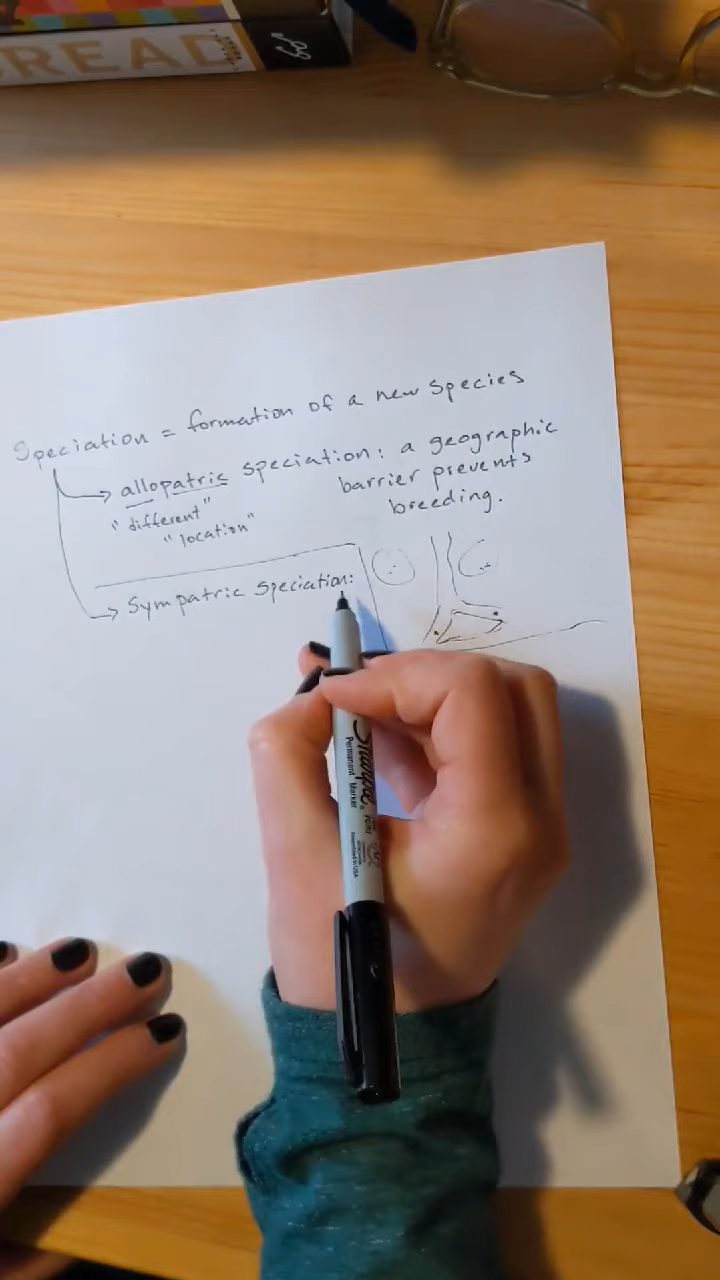 READ
Speciation = formation of a new species
allopatric speciation: a geographic
barrier prevents
breeding.
"different"
"location"
Sympatric Speciation:
Sharpie
Permanent Marker